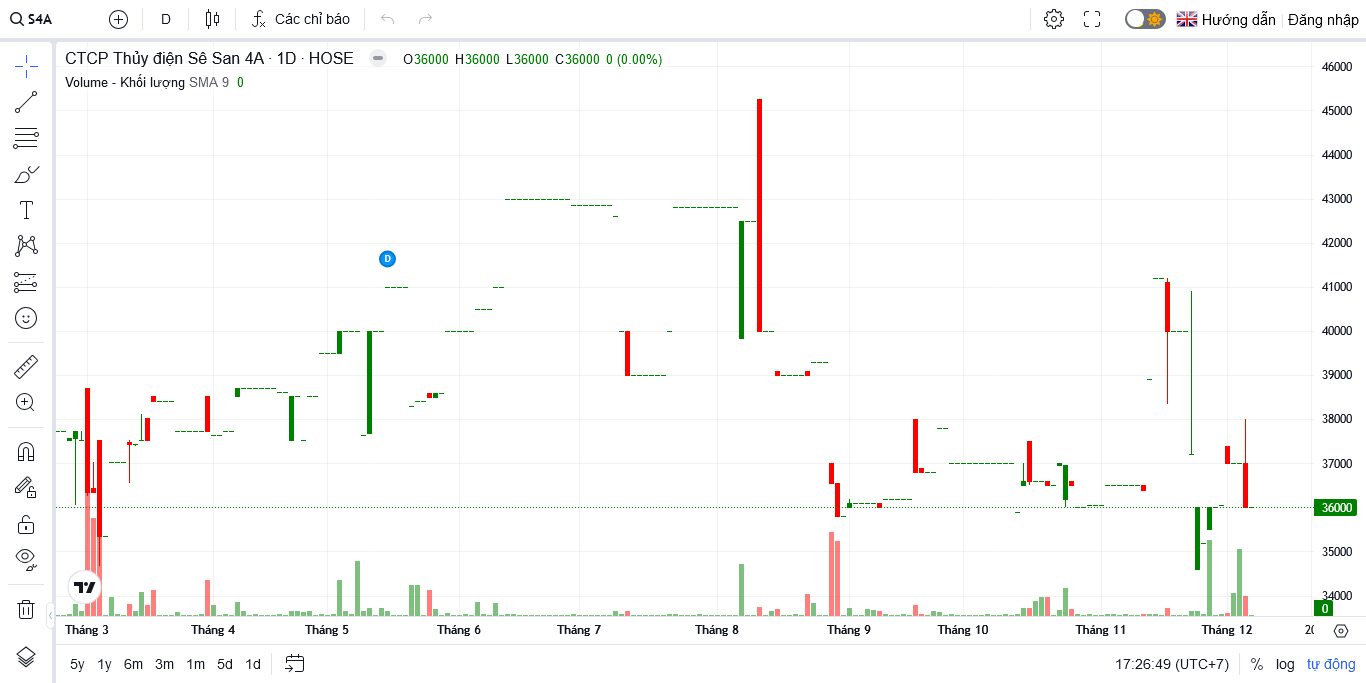 S4A D Các chỉ báo Hướng dẫn Đăng nhập
CTCP Thủy điện Sê San 4A · 1D · HOSE O36000 H36000 L36000 C36000 0 (0.00%)
Volume - Khối lượng SMA 9 0
D
46000
45000
44000
43000
42000
41000
40000
39000
38000
37000
36000
35000
34000
0
Tháng 3 Tháng 4 Tháng 5 Tháng 6 Tháng 7 Tháng 8 Tháng 9 Tháng 10 Tháng 11 Tháng 12
5y 1y 6m 3m 1m 5d 1d 17:26:49 (UTC+7) % log tự động